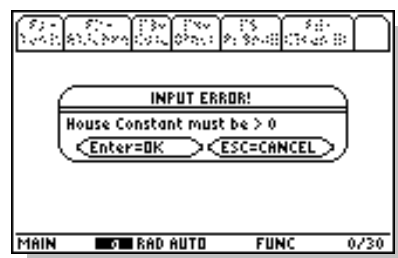 INPUT ERROR!
House Constant must be > 0
Enter=OK ESC=CANCEL
MAIN RAD AUTO FUNC 0/30